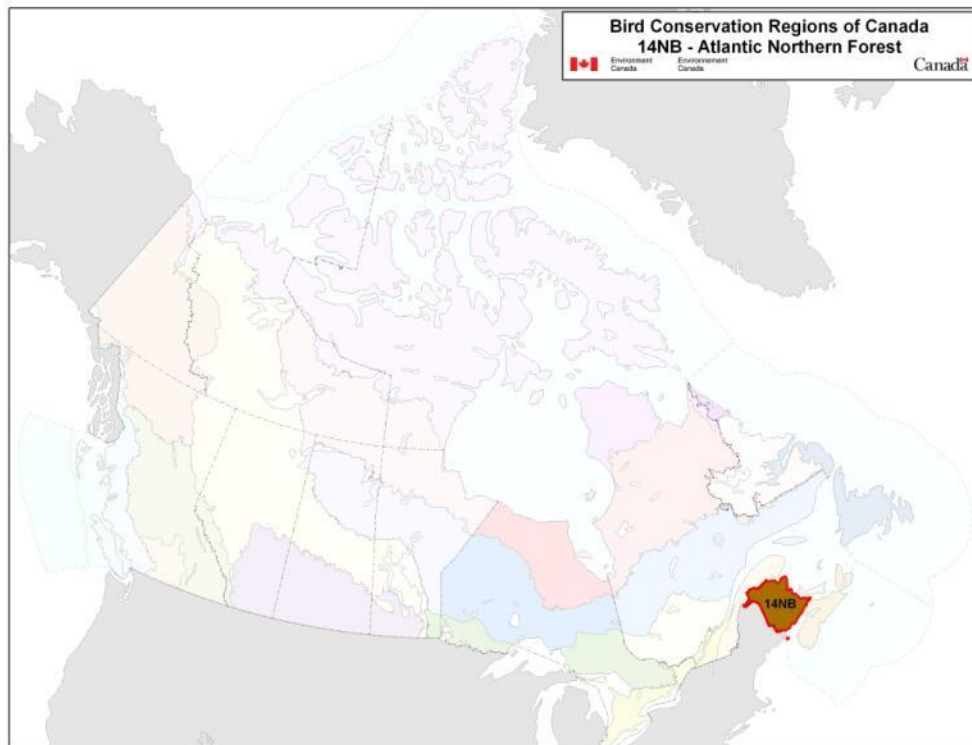 Bird Conservation Regions of Canada
14NB - Atlantic Northern Forest
Environment Environnement
Canada Canada
Canada
14NB